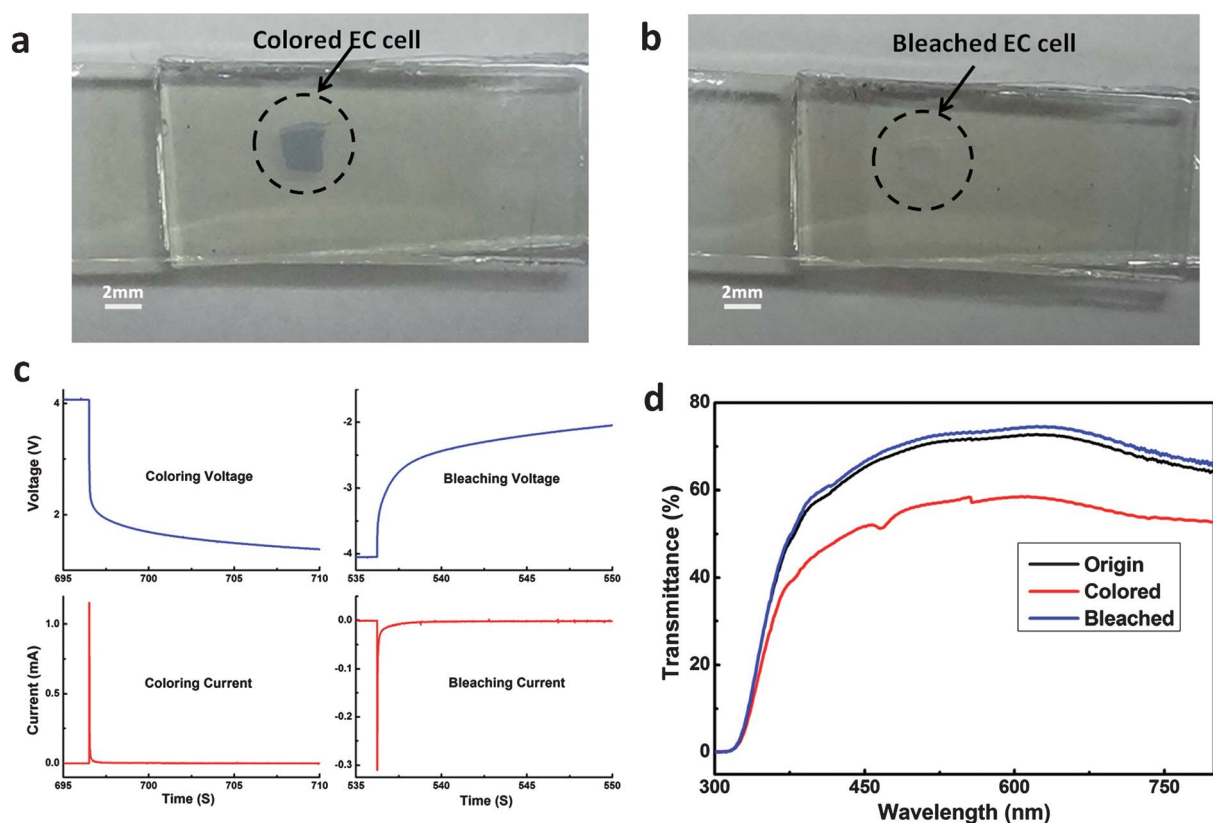 a
Colored EC cell
2mm
b
Bleached EC cell
2mm
c
4
2
Voltage (V)
Coloring Voltage
695 700 705 710
-2
-3
-4
Bleaching Voltage
535 540 545 550
1.0
0.5
0.0
Current (mA)
Coloring Current
695 700 705 710
Time (S)
0.0
-0.1
-0.2
-0.3
Bleaching Current
535 540 545 550
Time (S)
d
80
60
40
20
0
Transmittance (%)
Origin
Colored
Bleached
300 450 600 750
Wavelength (nm)